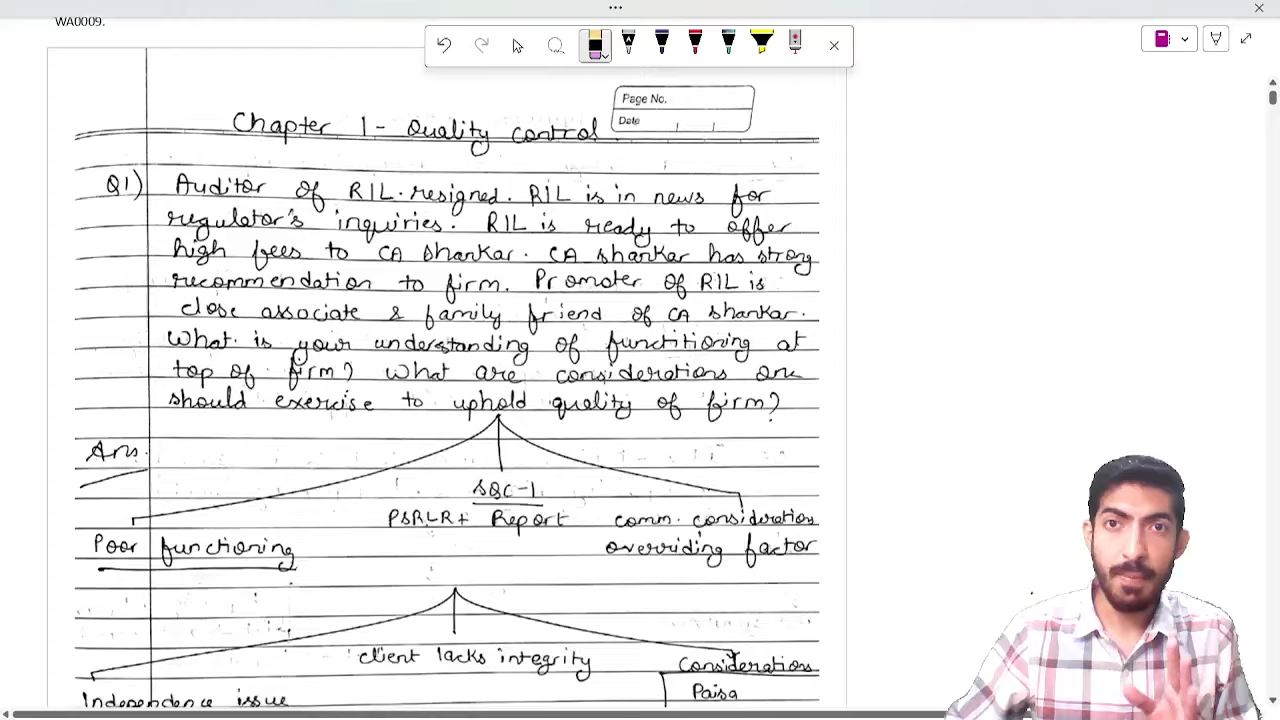 WA0009.
Page No.
Date
Chapter 1 - Quality control
Q1) Auditor of RIL resigned. RIL is in news for
regulator's inquiries. RIL is ready to offer
high fees to CA Shankar. CA Shankar has strong
recommendation to firm. Promoter of RIL is
close associate & family friend of CA Shankar.
What is your understanding of functitioning at
top of firm? What are considerations one
should exercise to uphold quality of firm?
Ans.
SQC-1
PSRLR+ Report comm. consideration
Poor functioning overriding factor
client lacks integrity Considerations
Independence issue Paisa